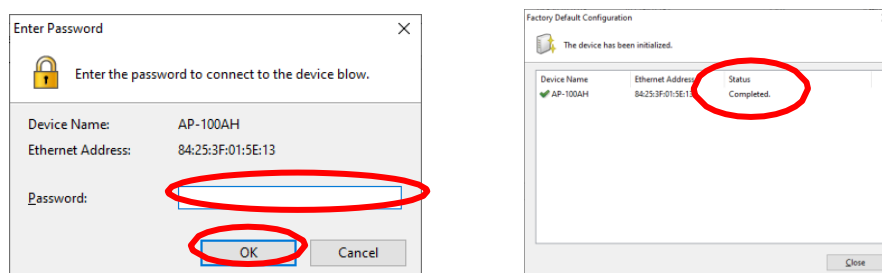 Enter Password
Enter the password to connect to the device blow.
Device Name: AP-100AH
Ethernet Address: 84:25:3F:01:5E:13
Password:
OK Cancel
Factory Default Configuration
The device has been initialized.
Device Name Ethernet Address Status
AP-100AH 84:25:3F:01:5E:13 Completed.
Close